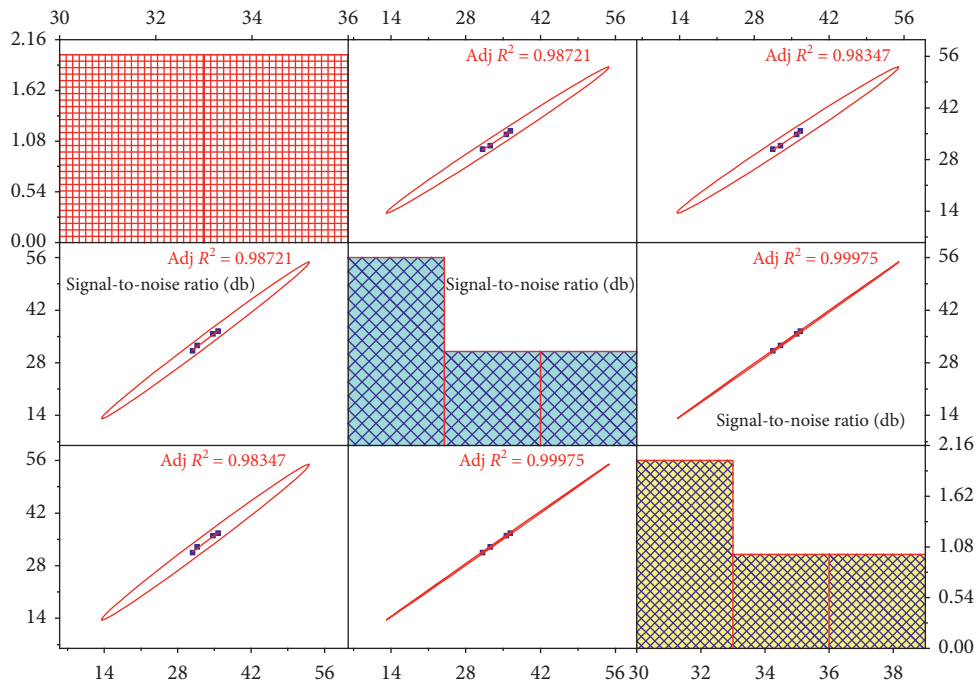 30 32 34 36 14 28 42 56 14 28 42 56
2.16
1.62
1.08
0.54
0.00
Adj R² = 0.98721
Adj R² = 0.98347
56
42
28
14
56
42
28
14
Adj R² = 0.98721
Signal-to-noise ratio (db)
Signal-to-noise ratio (db)
Adj R² = 0.99975
Signal-to-noise ratio (db)
56
42
28
14
56
42
28
14
Adj R² = 0.98347
Adj R² = 0.99975
2.16
1.62
1.08
0.54
0.00
14 28 42 56 14 28 42 56 30 32 34 36 38